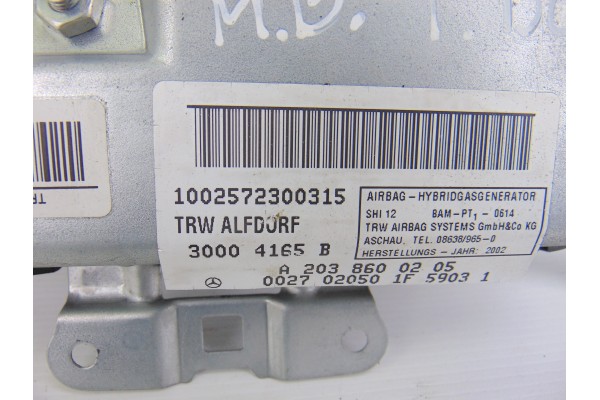 M.B.
1002572300315
TRW ALFDORF
3000 4165 B
AIRBAG - HYBRIDGASGENERATOR
SHI 12 BAM-PT1 - 0614
TRW AIRBAG SYSTEMS GmbH&Co KG
ASCHAU, TEL. 08638/965-0
HERSTELLUNGS - JAHR: 2002
A 203 860 02 05
0027 02050 1F 5903 1